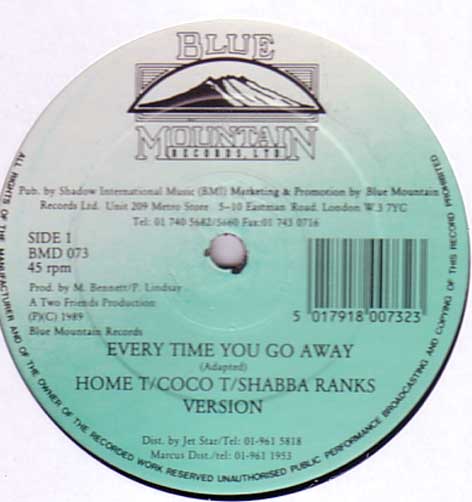 BLUE
MOUNTAIN
RECORDS, LTD
Pub. by Shadow International Music (BMI) Marketing & Promotion by Blue Mountain
Records Ltd. Unit 209 Metro Store 5-10 Eastman Road. London W.3 7YG
Tel: 01 740 5682/5660 Fax:01 743 0716
SIDE 1
BMD 073
45 rpm
Prod. by M. Bennett/P. Lindsay
A Two Friends Production
(P)(C) 1989
Blue Mountain Records
5 017918 007323
EVERY TIME YOU GO AWAY
(Adapted)
HOME T/COCO T/SHABBA RANKS
VERSION
Dist. by Jet Star/Tel: 01-961 5818
Marcus Dist./tel: 01-961 1953
ALL RIGHTS OF THE MANUFACTURER AND OF THE OWNER OF THE RECORDED WORK RESERVED UNAUTHORISED PUBLIC PERFORMANCE BROADCASTING AND COPYING OF THIS RECORD PROHIBITED